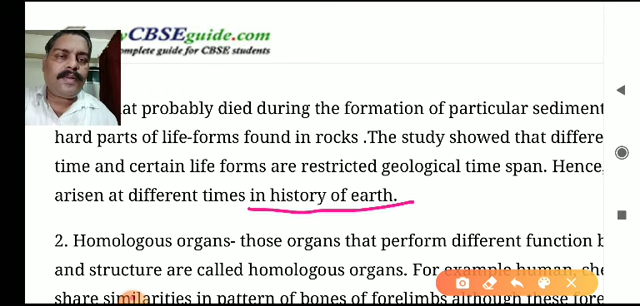 CBSEguide.com
mplete guide for CBSE students
at probably died during the formation of particular sediment
hard parts of life-forms found in rocks .The study showed that differe
time and certain life forms are restricted geological time span. Hence,
arisen at different times in history of earth.
2. Homologous organs- those organs that perform different function b
and structure are called homologous organs. For example human, che
share similarities in pattern of bones of forelimbs although these for